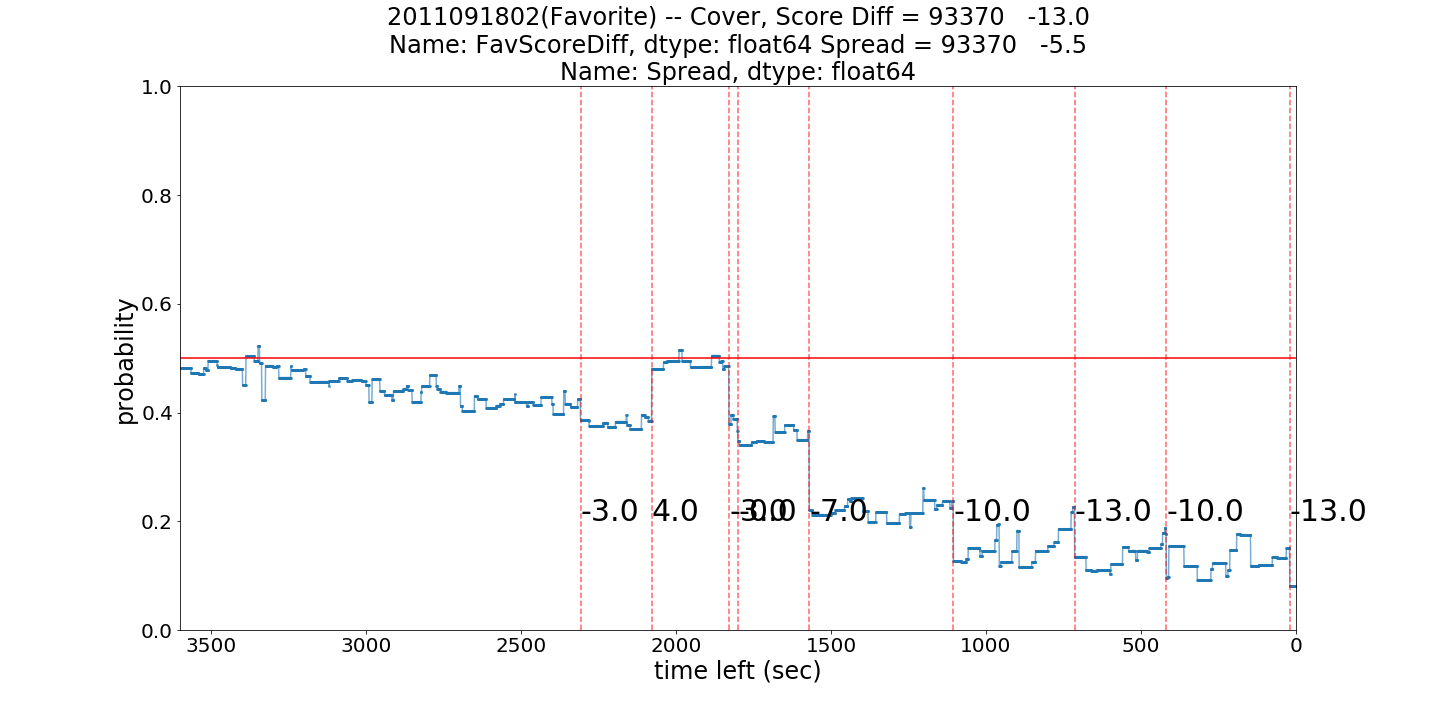 2011091802(Favorite) -- Cover, Score Diff = 93370   -13.0
Name: FavScoreDiff, dtype: float64 Spread = 93370   -5.5
Name: Spread, dtype: float64
1.0
0.8
0.6
0.4
0.2
0.0
probability
-3.0 4.0 -7.0 -10.0 -13.0 -10.0 -13.0
3500 3000 2500 2000 1500 1000 500 0
time left (sec)